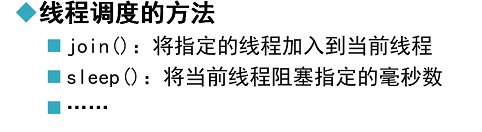 线程调度的方法
join()：将指定的线程加入到当前线程
sleep()：将当前线程阻塞指定的毫秒数
……